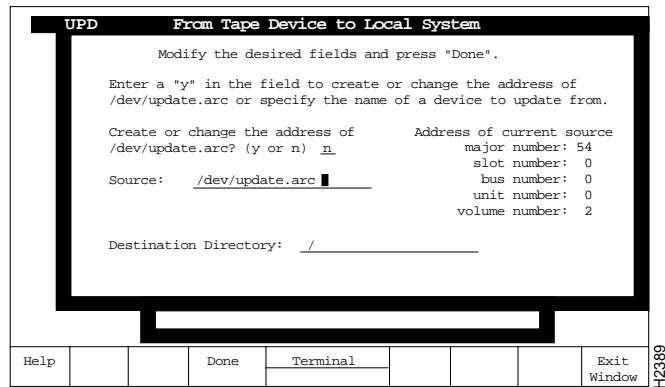 UPD From Tape Device to Local System
Modify the desired fields and press "Done".
Enter a "y" in the field to create or change the address of
/dev/update.arc or specify the name of a device to update from.
Create or change the address of
/dev/update.arc? (y or n) n
Address of current source
major number: 54
slot number: 0
Source: /dev/update.arc
bus number: 0
unit number: 0
volume number: 2
Destination Directory: /
Help Done Terminal Exit
Window
H2389